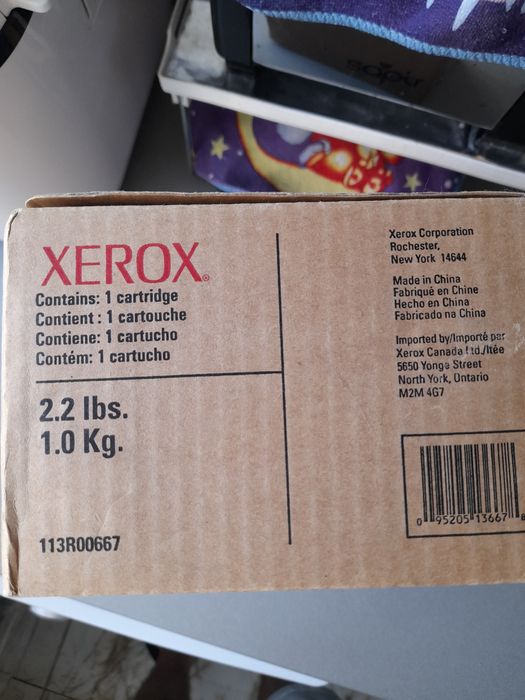 sapir
XEROX®
Contains: 1 cartridge
Contient : 1 cartouche
Contiene: 1 cartucho
Contém: 1 cartucho
2.2 lbs.
1.0 Kg.
113R00667
Xerox Corporation
Rochester,
New York 14644
Made in China
Fabriqué en Chine
Hecho en China
Fabricado na China
Imported by/Importé par
Xerox Canada Ltd./ltée
5650 Yonge Street
North York, Ontario
M2M 4G7
0 95205 13667 8